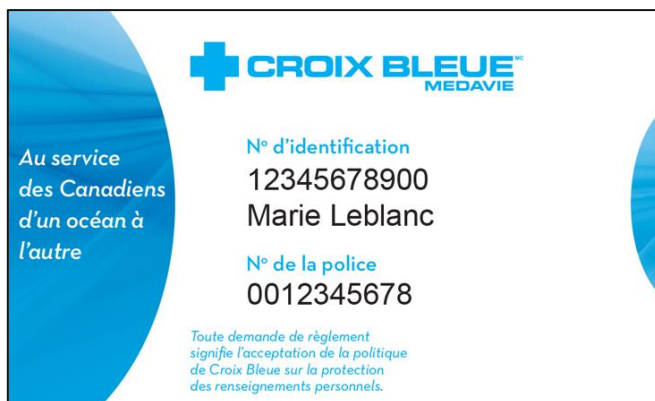 CROIX BLEUE MC
MEDAVIE
Au service
des Canadiens
d'un océan à
l'autre
Nº d'identification
12345678900
Marie Leblanc
Nº de la police
0012345678
Toute demande de règlement
signifie l'acceptation de la politique
de Croix Bleue sur la protection
des renseignements personnels.